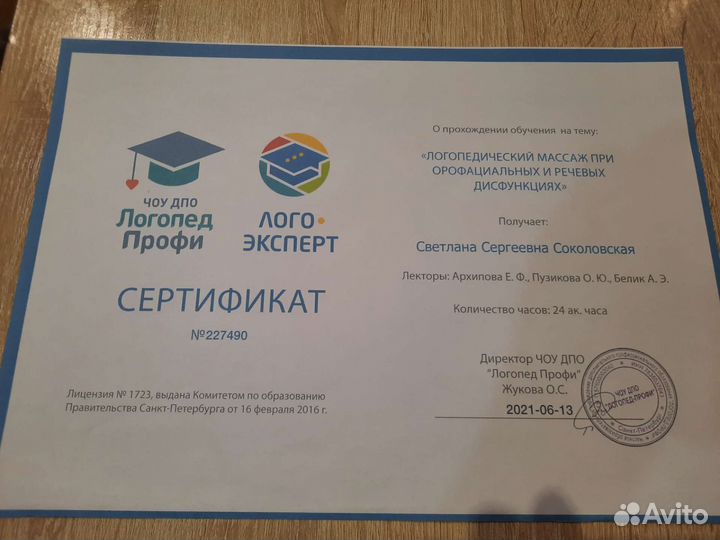 ЧОУ ДПО
Логопед
Профи
ЛОГО
ЭКСПЕРТ
СЕРТИФИКАТ
№227490
Лицензия № 1723, выдана Комитетом по образованию
Правительства Санкт-Петербурга от 16 февраля 2016 г.
О прохождении обучения на тему:
«ЛОГОПЕДИЧЕСКИЙ МАССАЖ ПРИ
ОРОФАЦИАЛЬНЫХ И РЕЧЕВЫХ
ДИСФУНКЦИЯХ»
Получает:
Светлана Сергеевна Соколовская
Лекторы: Архипова Е. Ф., Пузикова О. Ю., Белик А. Э.
Количество часов: 24 ак. часа
Директор ЧОУ ДПО
"Логопед Профи"
Жукова О.С.
2021-06-13
ЧОУ ДПО
"ЛОГОПЕД-ПРОФИ"
Санкт-Петербург
Avito